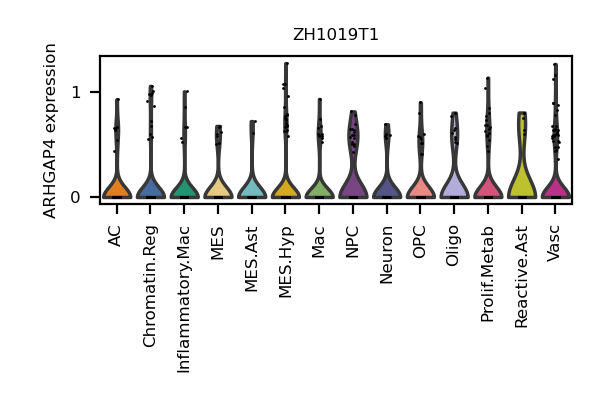 ZH1019T1
ARHGAP4 expression
1
0
AC
Chromatin.Reg
Inflammatory.Mac
MES
MES.Ast
MES.Hyp
Mac
NPC
Neuron
OPC
Oligo
Prolif.Metab
Reactive.Ast
Vasc